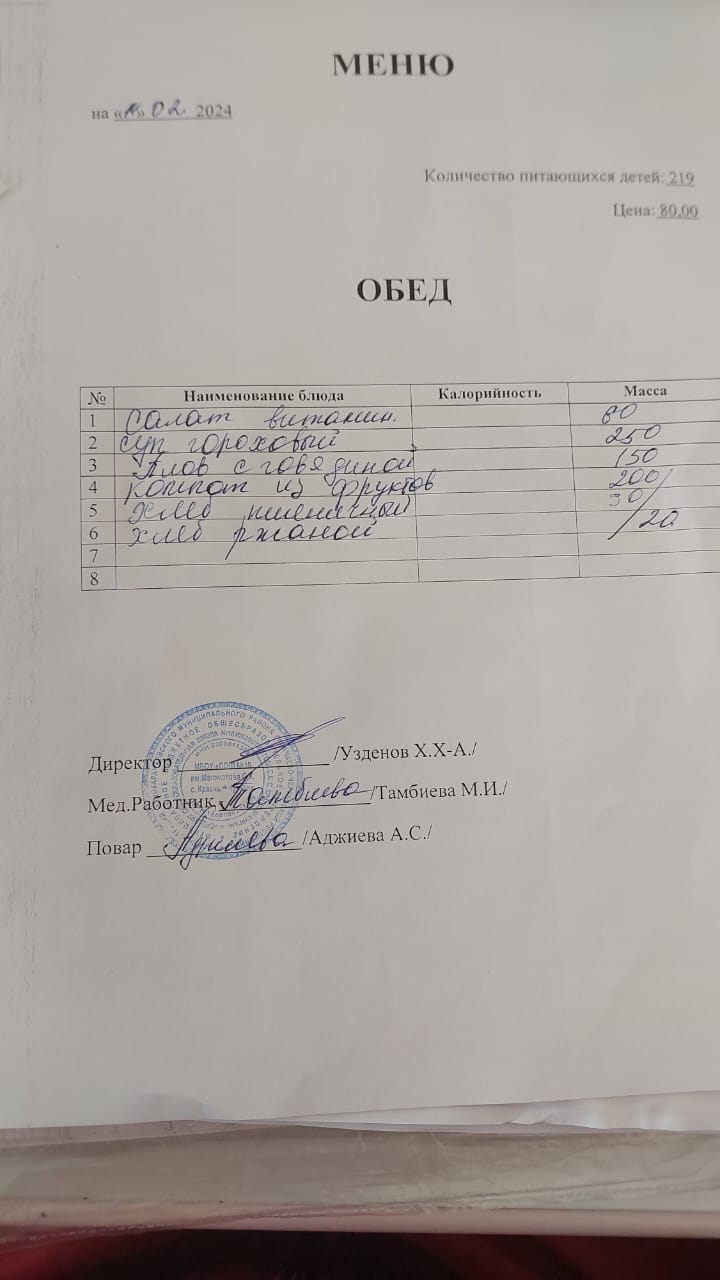 МЕНЮ
на « » 02 2024
Количество питающихся детей: 219
Цена: 80,00
ОБЕД
№ Наименование блюда Калорийность Масса
1 Салат витамин. 60
2 Суп гороховый 250
3 Плов с говядиной 150
4 Компот из фруктов 200/
5 Хлеб пшеничный 30/
6 Хлеб ржаной /20
7
8
Директор /Узденов Х.Х-А./
Мед.Работник Тамбиева /Тамбиева М.И./
Повар /Аджиева А.С./